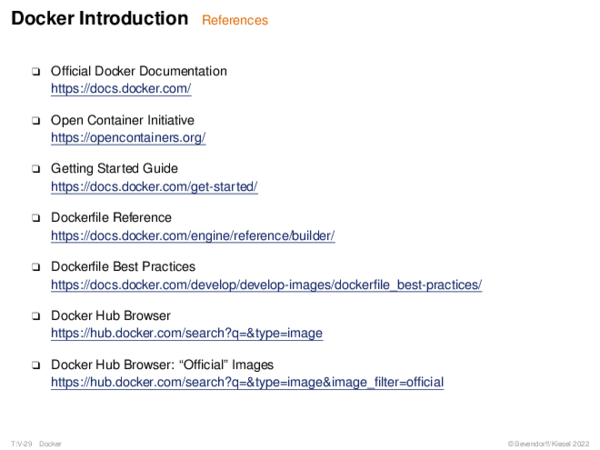 Docker Introduction References
❑ Official Docker Documentation
https://docs.docker.com/
❑ Open Container Initiative
https://opencontainers.org/
❑ Getting Started Guide
https://docs.docker.com/get-started/
❑ Dockerfile Reference
https://docs.docker.com/engine/reference/builder/
❑ Dockerfile Best Practices
https://docs.docker.com/develop/develop-images/dockerfile_best-practices/
❑ Docker Hub Browser
https://hub.docker.com/search?q=&type=image
❑ Docker Hub Browser: “Official” Images
https://hub.docker.com/search?q=&type=image&image_filter=official
T:V-29 Docker © Bevendorff/Kiesel 2022